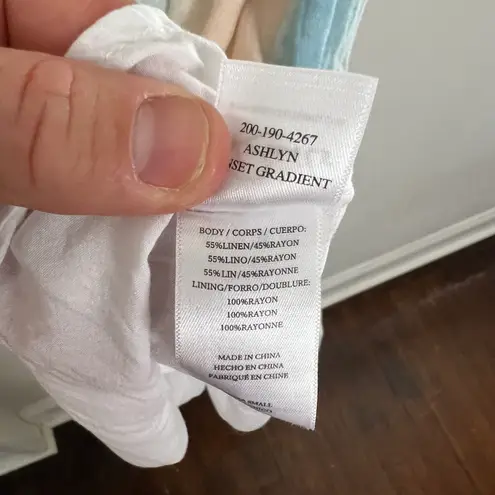 200-190-4267
ASHLYN
NSET GRADIENT
BODY / CORPS / CUERPO:
55%LINEN/45%RAYON
55%LINO/45%RAYON
55%LIN/45%RAYONNE
LINING/FORRO/DOUBLURE:
100%RAYON
100%RAYON
100%RAYONNE
MADE IN CHINA
HECHO EN CHINA
FABRIQUÉ EN CHINE
SMALL